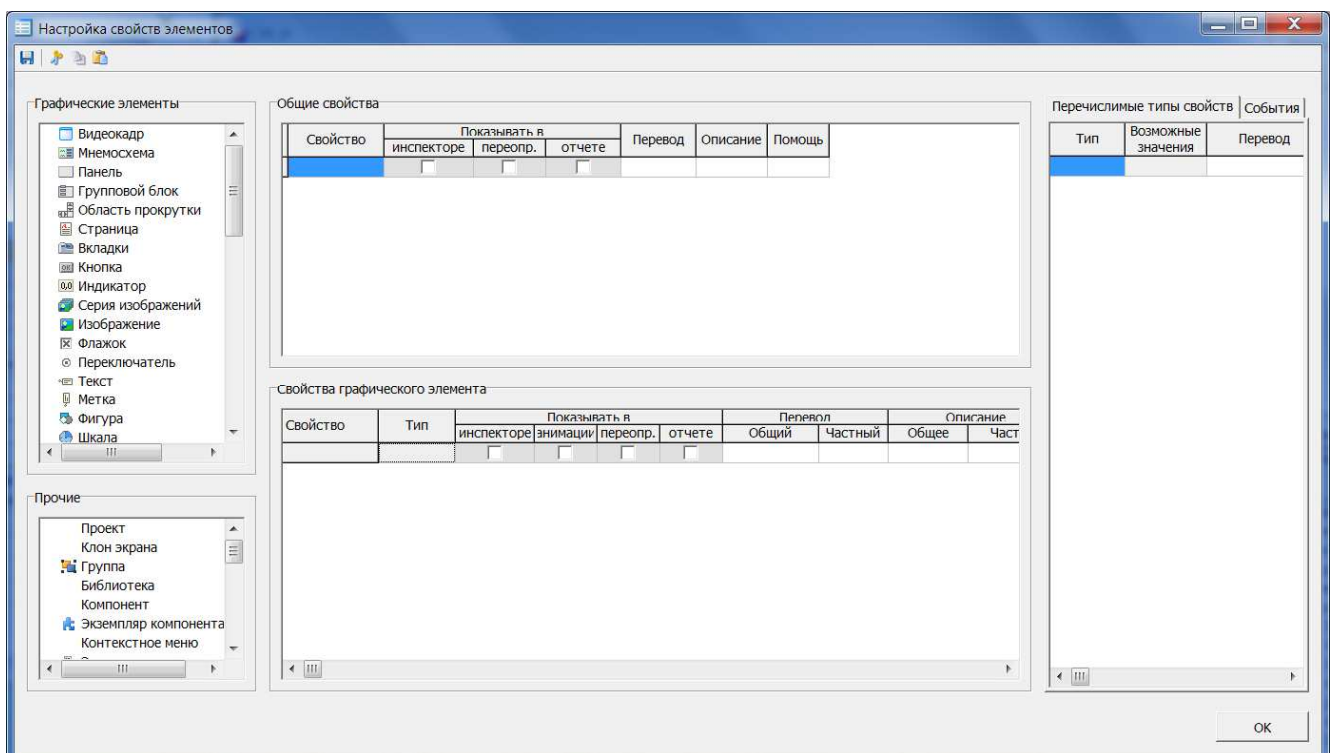 Настройка свойств элементов
Графические элементы
Видеокадр
Мнемосхема
Панель
Групповой блок
Область прокрутки
Страница
Вкладки
Кнопка
Индикатор
Серия изображений
Изображение
Флажок
Переключатель
Текст
Метка
Фигура
Шкала
Прочие
Проект
Клон экрана
Группа
Библиотека
Компонент
Экземпляр компонента
Контекстное меню
Общие свойства
Свойство Показывать в Перевод Описание Помощь
инспекторе переопр. отчете
Свойства графического элемента
Свойство Тип Показывать в Перевод Описание
инспекторе анимации переопр. отчете Общий Частный Общее Част
Перечислимые типы свойств События
Тип Возможные значения Перевод
OK